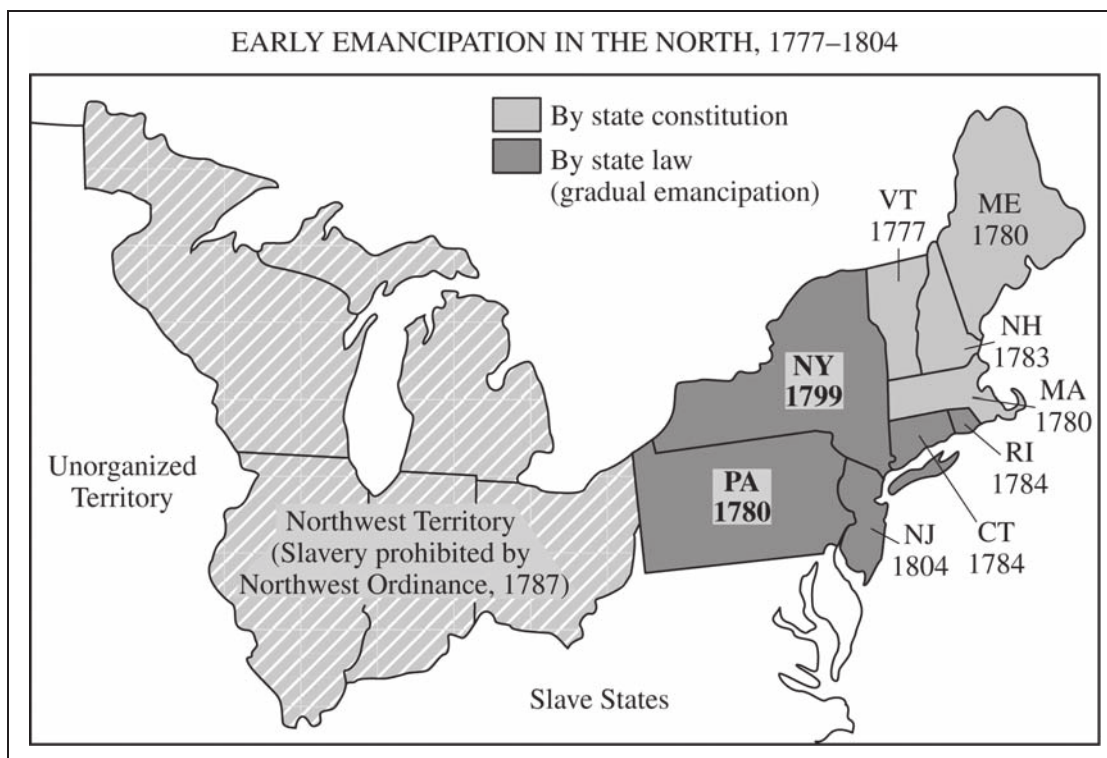 EARLY EMANCIPATION IN THE NORTH, 1777–1804
By state constitution
By state law
(gradual emancipation)
VT
1777
ME
1780
NH
1783
NY
1799
MA
1780
RI
1784
Unorganized
Territory
PA
1780
Northwest Territory
(Slavery prohibited by
Northwest Ordinance, 1787)
NJ
1804
CT
1784
Slave States